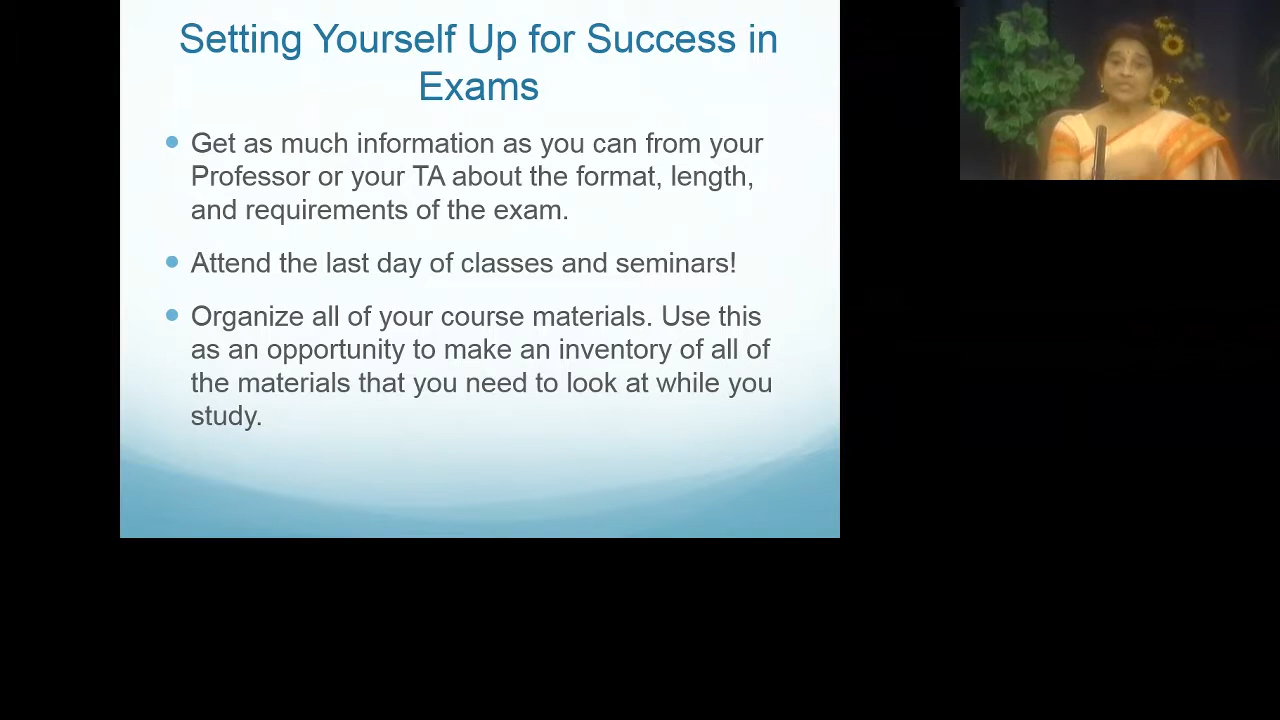 Setting Yourself Up for Success in
Exams
Get as much information as you can from your
Professor or your TA about the format, length,
and requirements of the exam.
Attend the last day of classes and seminars!
Organize all of your course materials. Use this
as an opportunity to make an inventory of all of
the materials that you need to look at while you
study.